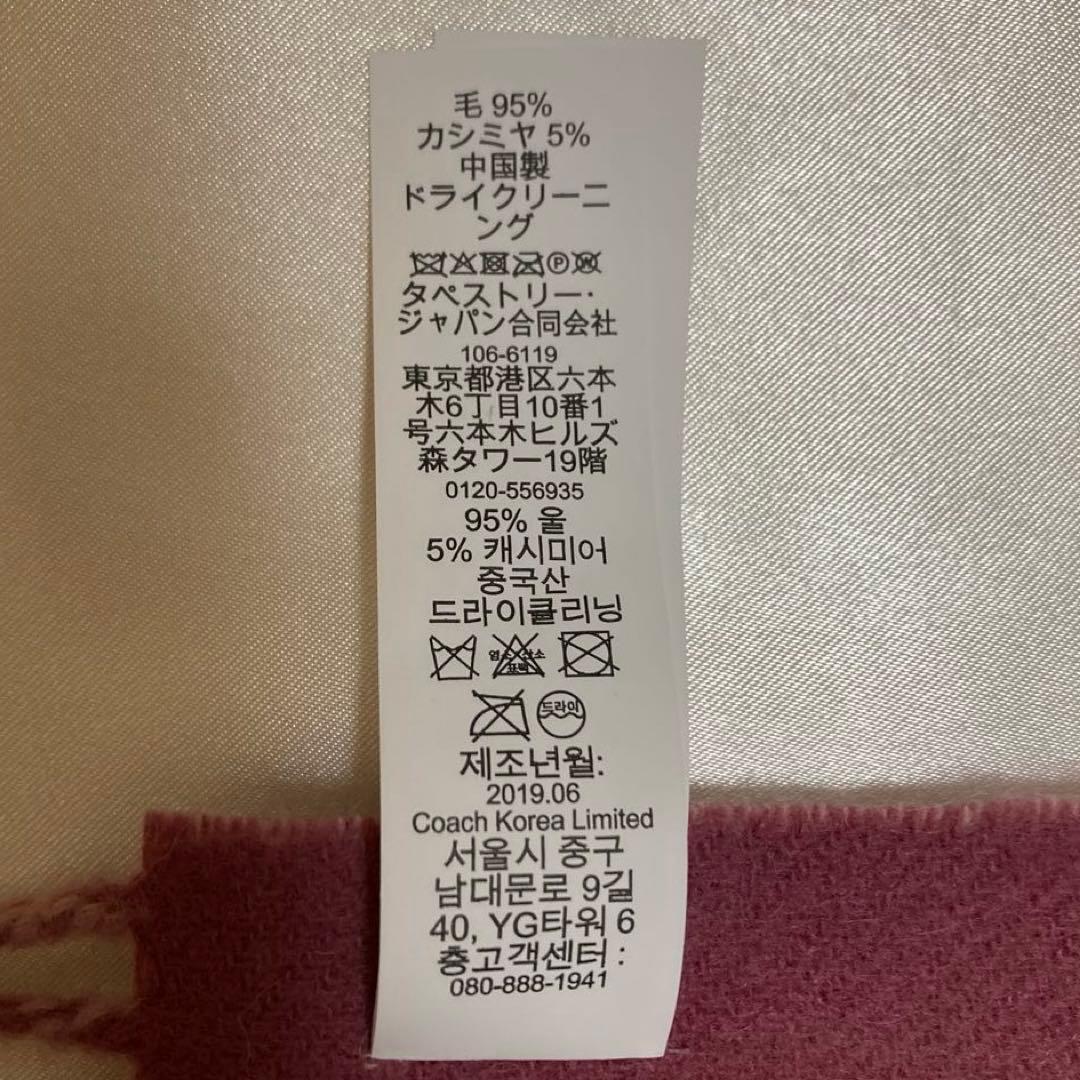 毛 95%
カシミヤ 5%
中国製
ドライクリーニ
ング
P W
タペストリー・
ジャパン合同会社
106-6119
東京都港区六本
木6丁目10番1
号六本木ヒルズ
森タワー19階
0120-556935
95% 울
5% 캐시미어
중국산
드라이클리닝
염소 산소
표백
드라이
제조년월:
2019.06
Coach Korea Limited
서울시 중구
남대문로 9길
40, YG타워 6
층고객센터 :
080-888-1941